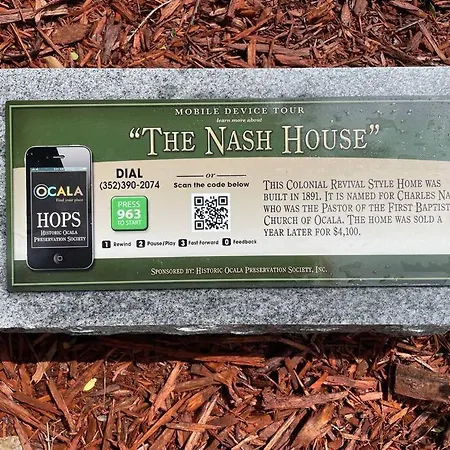 MOBILE DEVICE TOUR
learn more about
"THE NASH HOUSE"
OCALA
Find your place
HOPS
HISTORIC OCALA
PRESERVATION SOCIETY
DIAL
(352)390-2074
PRESS
963
TO START
or
Scan the code below
1 Rewind 2 Pause/Play 3 Fast Forward 0 Feedback
THIS COLONIAL REVIVAL STYLE HOME WAS
BUILT IN 1891. IT IS NAMED FOR CHARLES NA
WHO WAS THE PASTOR OF THE FIRST BAPTIST
CHURCH OF OCALA. THE HOME WAS SOLD A
YEAR LATER FOR $4,100.
SPONSORED BY: HISTORIC OCALA PRESERVATION SOCIETY, INC.